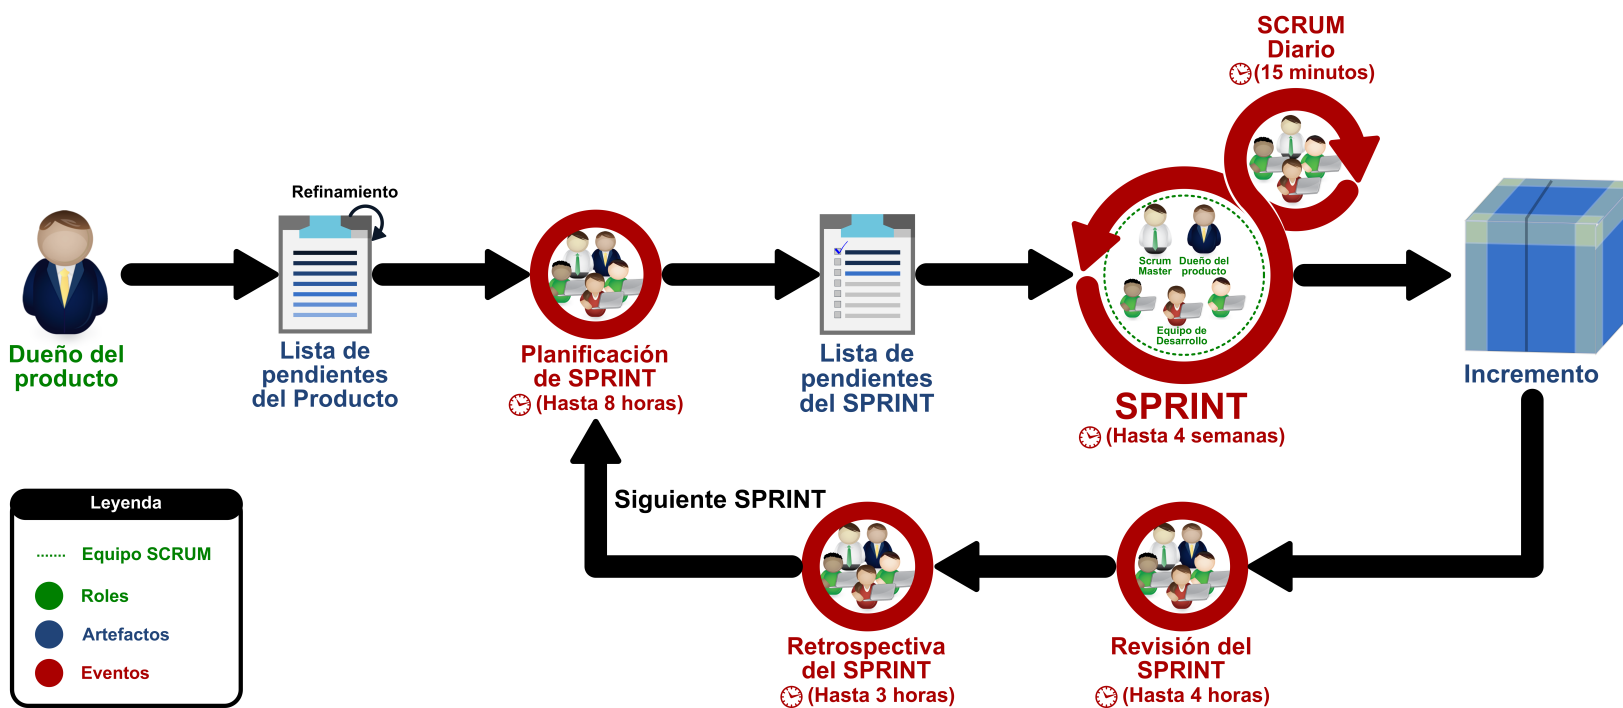 SCRUM
Diario
(15 minutos)
Refinamiento
Dueño del
producto
Lista de
pendientes
del Producto
Planificación
de SPRINT
(Hasta 8 horas)
Lista de
pendientes
del SPRINT
Scrum
Master
Dueño del
producto
Equipo de
Desarrollo
SPRINT
(Hasta 4 semanas)
Incremento
Siguiente SPRINT
Retrospectiva
del SPRINT
(Hasta 3 horas)
Revisión del
SPRINT
(Hasta 4 horas)
Leyenda
Equipo SCRUM
Roles
Artefactos
Eventos